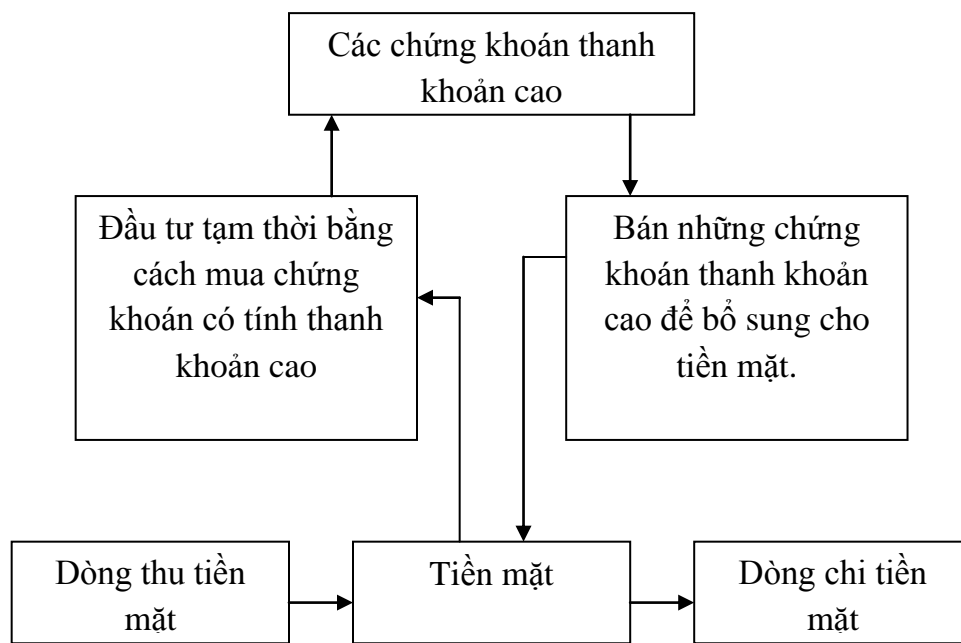 Các chứng khoán thanh
khoản cao
Đầu tư tạm thời bằng
cách mua chứng
khoán có tính thanh
khoản cao
Bán những chứng
khoán thanh khoản
cao để bổ sung cho
tiền mặt.
Dòng thu tiền
mặt
Tiền mặt
Dòng chi tiền
mặt